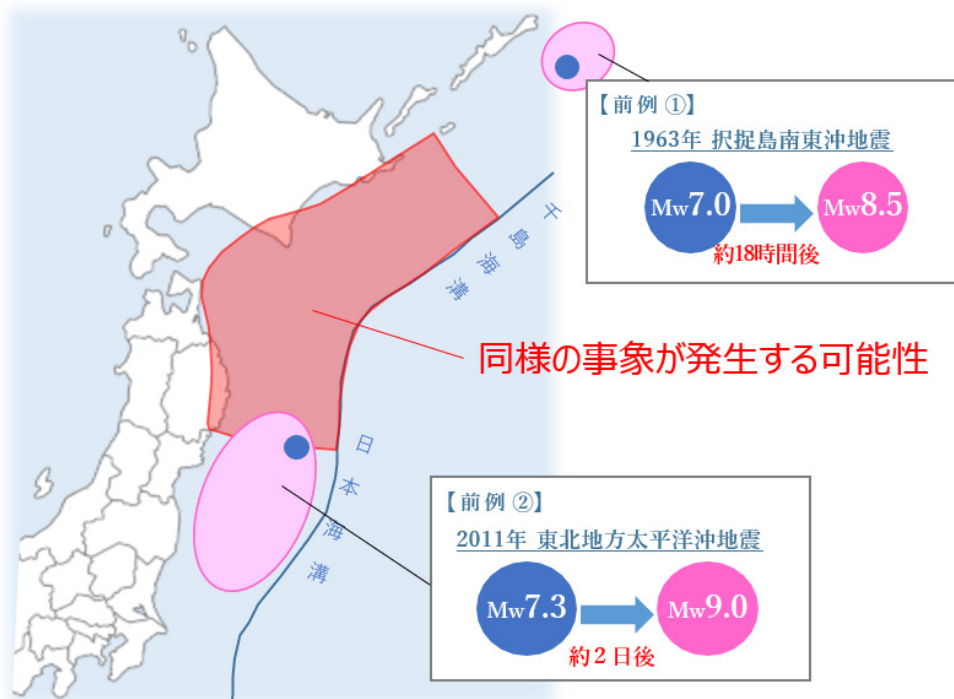 【前例 ①】
1963年 択捉島南東沖地震
Mw7.0
Mw8.5
約18時間後
千島海溝
同様の事象が発生する可能性
日本海溝
【前例 ②】
2011年 東北地方太平洋沖地震
Mw7.3
Mw9.0
約2日後